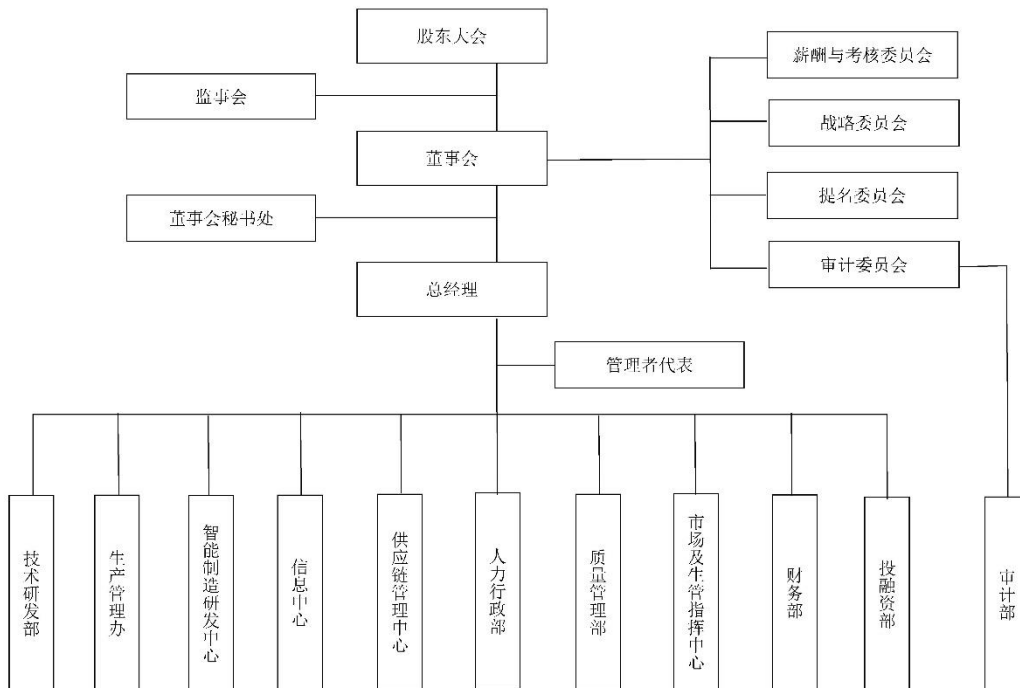 股东大会
薪酬与考核委员会
监事会
战略委员会
董事会
提名委员会
董事会秘书处
审计委员会
总经理
管理者代表
技术研发部
生产管理办
智能制造研发中心
信息中心
供应链管理中心
人力行政部
质量管理部
市场及生管指挥中心
财务部
投融资部
审计部